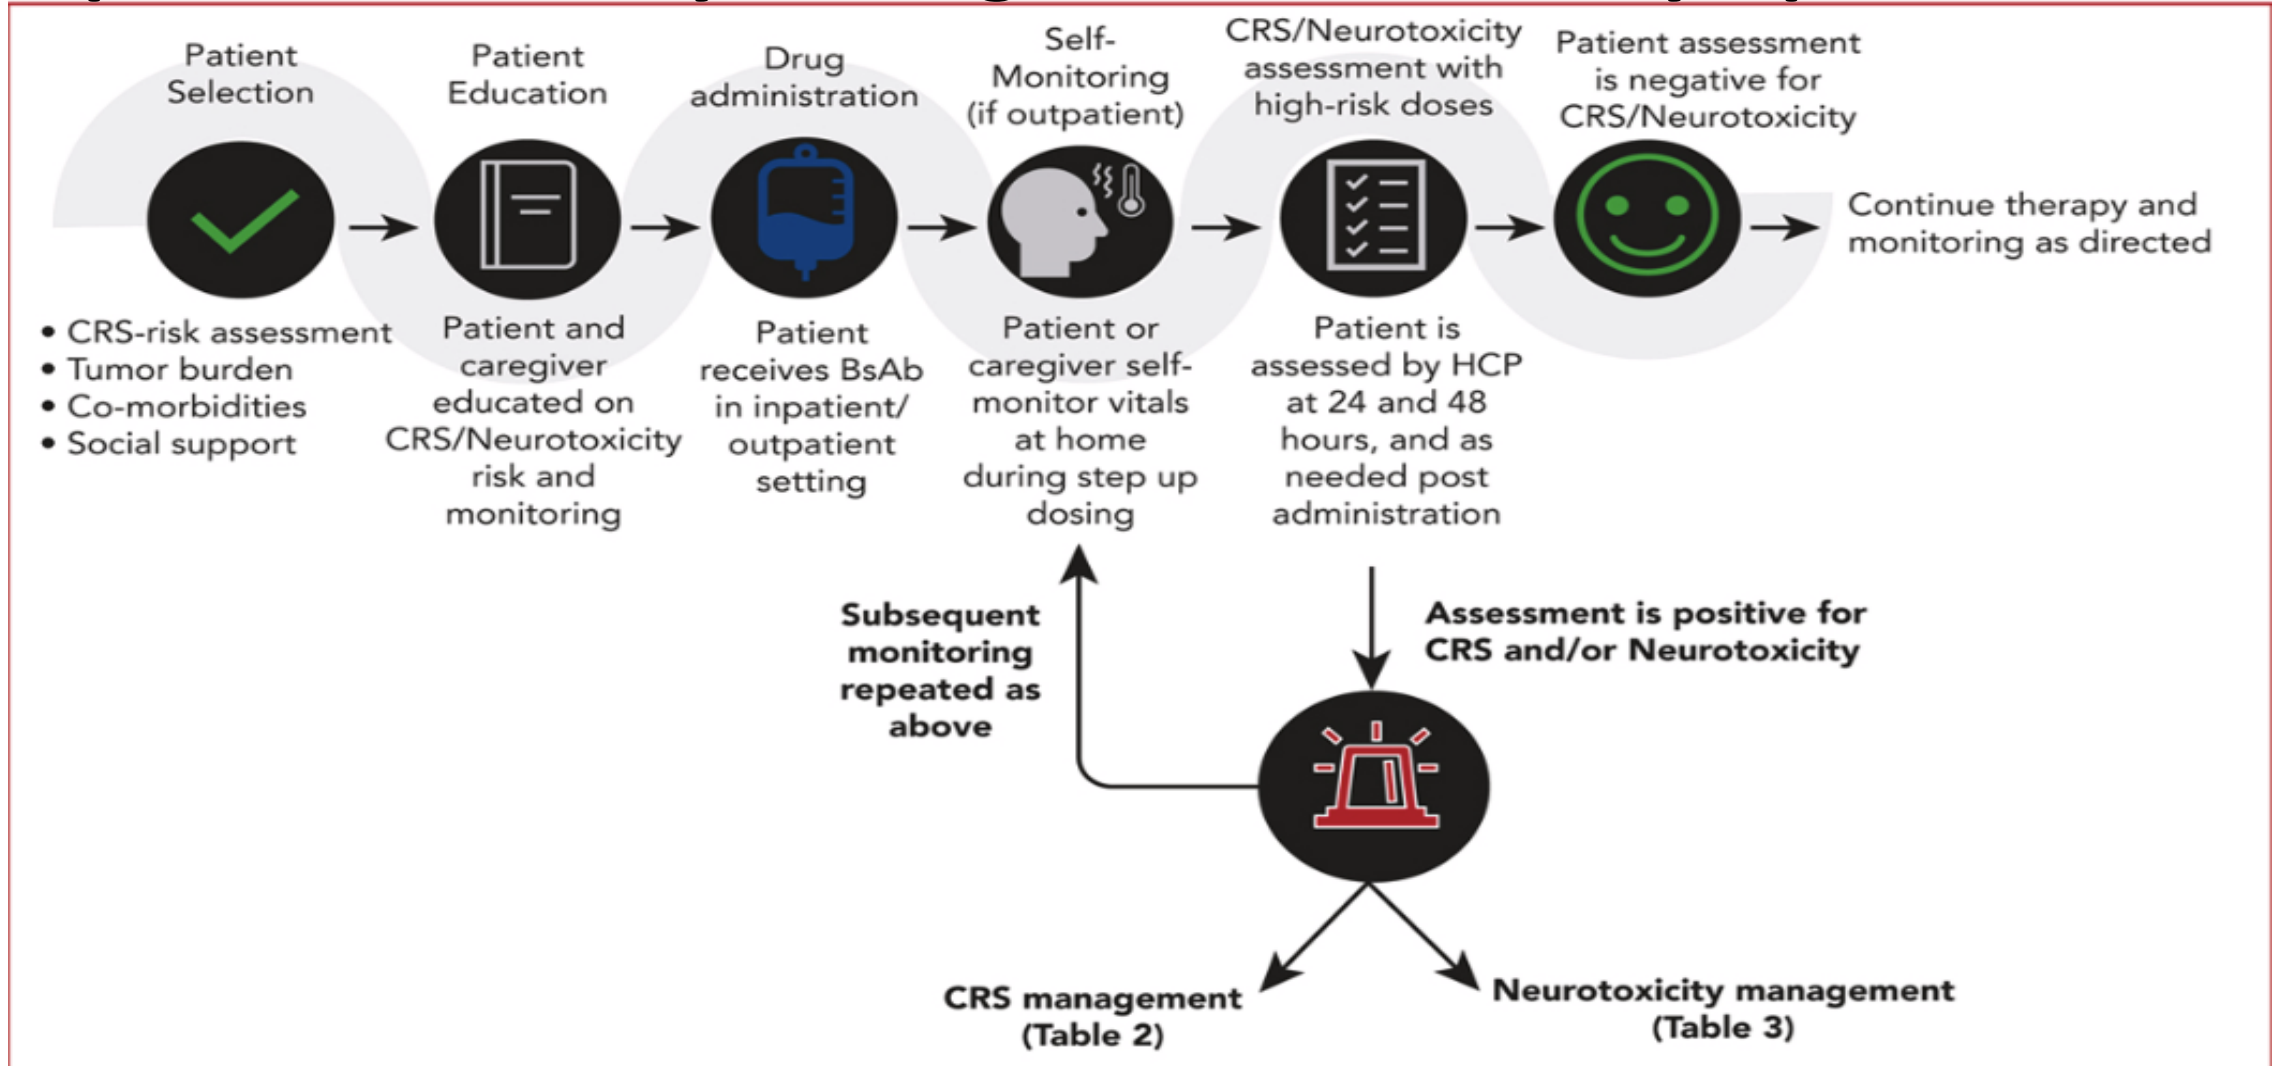 Patient
Selection
• CRS-risk assessment
• Tumor burden
• Co-morbidities
• Social support
Patient
Education
Patient and
caregiver
educated on
CRS/Neurotoxicity
risk and
monitoring
Drug
administration
Patient
receives BsAb
in inpatient/
outpatient
setting
Self-
Monitoring
(if outpatient)
Patient or
caregiver self-
monitor vitals
at home
during step up
dosing
CRS/Neurotoxicity
assessment with
high-risk doses
Patient is
assessed by HCP
at 24 and 48
hours, and as
needed post
administration
Patient assessment
is negative for
CRS/Neurotoxicity
Continue therapy and
monitoring as directed
Subsequent
monitoring
repeated as
above
Assessment is positive for
CRS and/or Neurotoxicity
CRS management
(Table 2)
Neurotoxicity management
(Table 3)